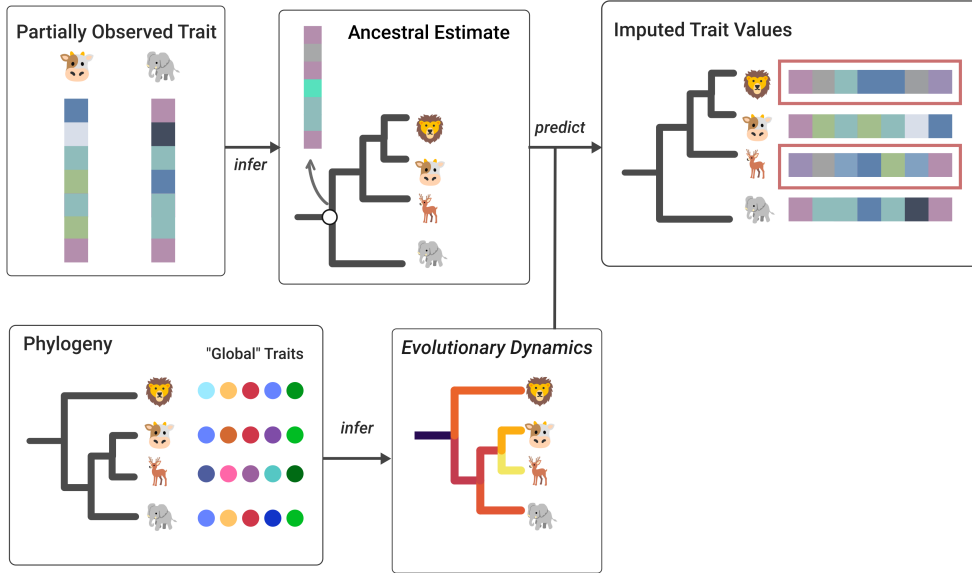 Partially Observed Trait
infer
Ancestral Estimate
predict
Imputed Trait Values
Phylogeny
"Global" Traits
infer
Evolutionary Dynamics